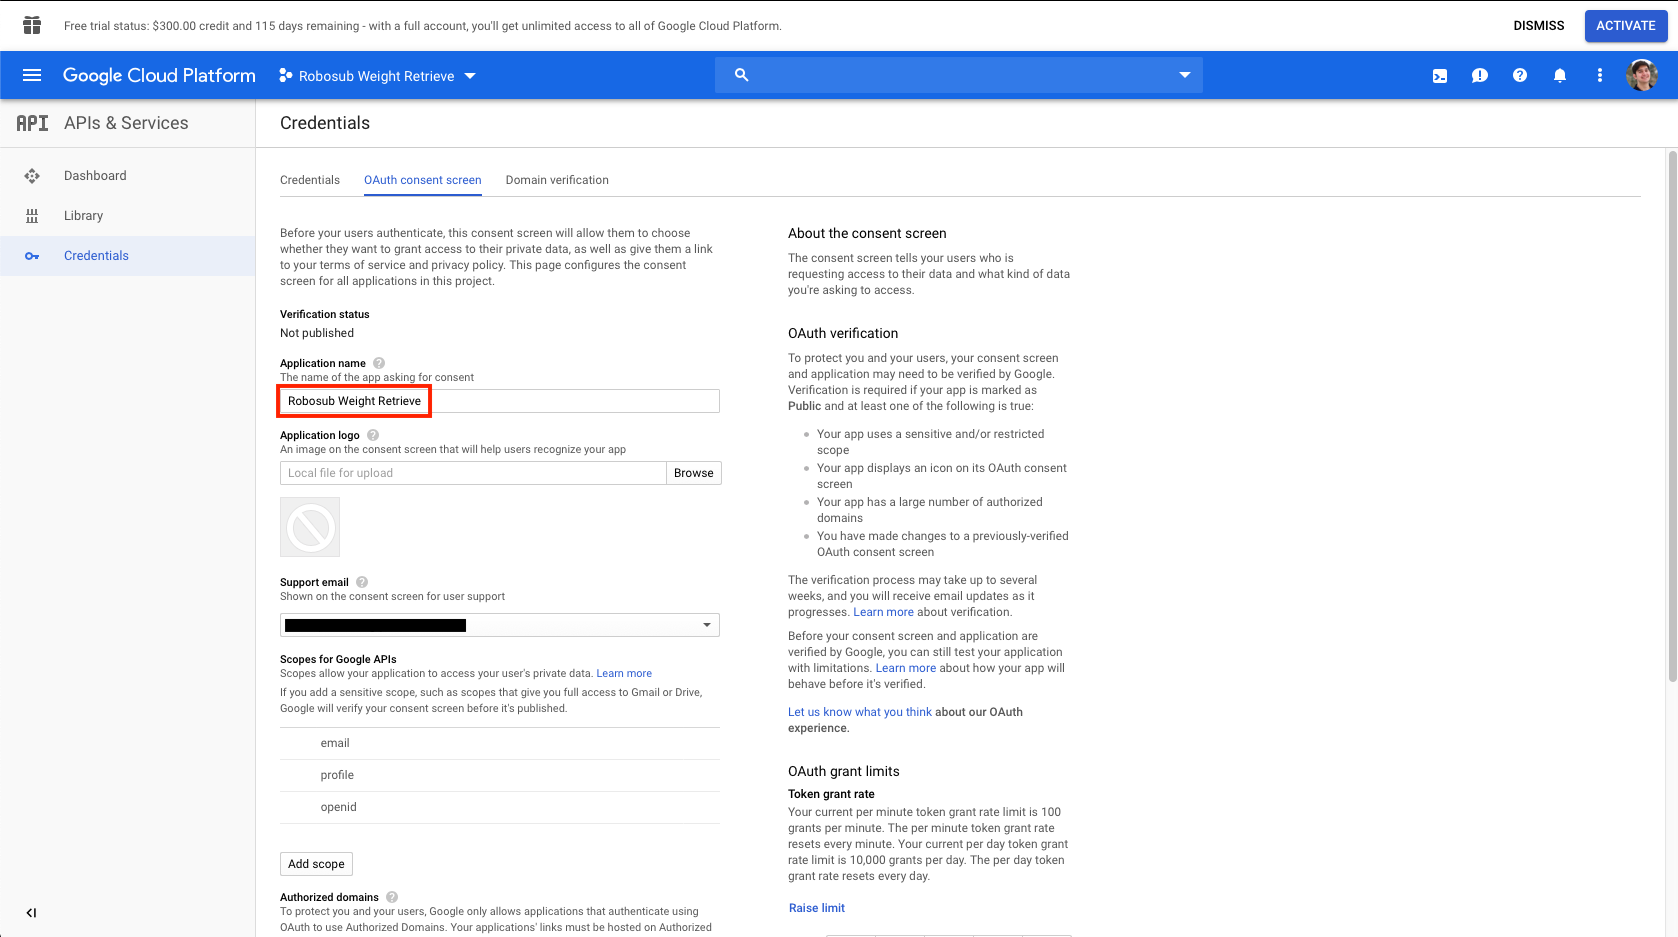 Free trial status: $300.00 credit and 115 days remaining - with a full account, you'll get unlimited access to all of Google Cloud Platform.
DISMISS
ACTIVATE
Google Cloud Platform
Robosub Weight Retrieve
API APIs & Services
Credentials
Dashboard
Library
Credentials
Credentials
OAuth consent screen
Domain verification
Before your users authenticate, this consent screen will allow them to choose
whether they want to grant access to their private data, as well as give them a link
to your terms of service and privacy policy. This page configures the consent
screen for all applications in this project.
Verification status
Not published
Application name
The name of the app asking for consent
Robosub Weight Retrieve
Application logo
An image on the consent screen that will help users recognize your app
Local file for upload
Browse
Support email
Shown on the consent screen for user support
Scopes for Google APIs
Scopes allow your application to access your user's private data. Learn more
If you add a sensitive scope, such as scopes that give you full access to Gmail or Drive,
Google will verify your consent screen before it's published.
email
profile
openid
Add scope
Authorized domains
To protect you and your users, Google only allows applications that authenticate using
OAuth to use Authorized Domains. Your applications' links must be hosted on Authorized
About the consent screen
The consent screen tells your users who is
requesting access to their data and what kind of data
you're asking to access.
OAuth verification
To protect you and your users, your consent screen
and application may need to be verified by Google.
Verification is required if your app is marked as
Public and at least one of the following is true:
Your app uses a sensitive and/or restricted
scope
Your app displays an icon on its OAuth consent
screen
Your app has a large number of authorized
domains
You have made changes to a previously-verified
OAuth consent screen
The verification process may take up to several
weeks, and you will receive email updates as it
progresses. Learn more about verification.
Before your consent screen and application are
verified by Google, you can still test your application
with limitations. Learn more about how your app will
behave before it's verified.
Let us know what you think about our OAuth
experience.
OAuth grant limits
Token grant rate
Your current per minute token grant rate limit is 100
grants per minute. The per minute token grant rate
resets every minute. Your current per day token grant
rate limit is 10,000 grants per day. The per day token
grant rate resets every day.
Raise limit